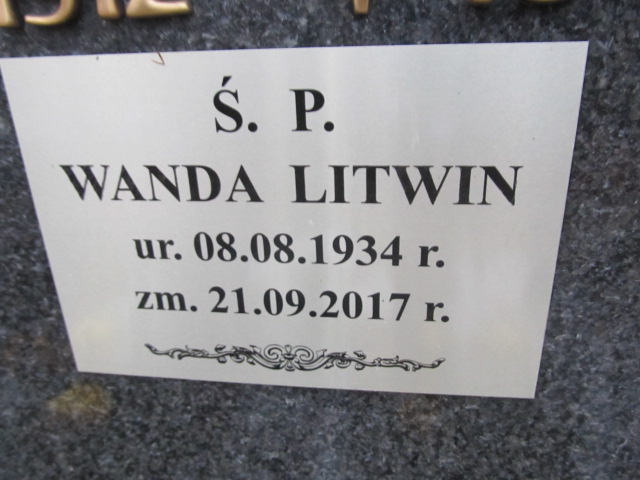 Ś. P.
WANDA LITWIN
ur. 08.08.1934 r.
zm. 21.09.2017 r.